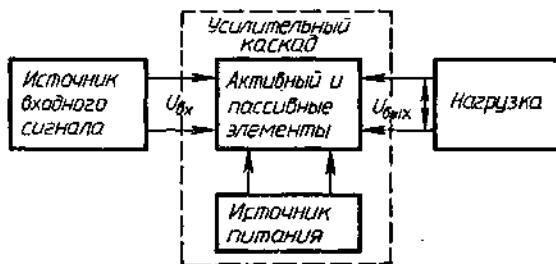 Усилительный
каскад
Источник
входного
сигнала
Uвх
Активный и
пассивные
элементы
Uвых
Нагрузка
Источник
питания